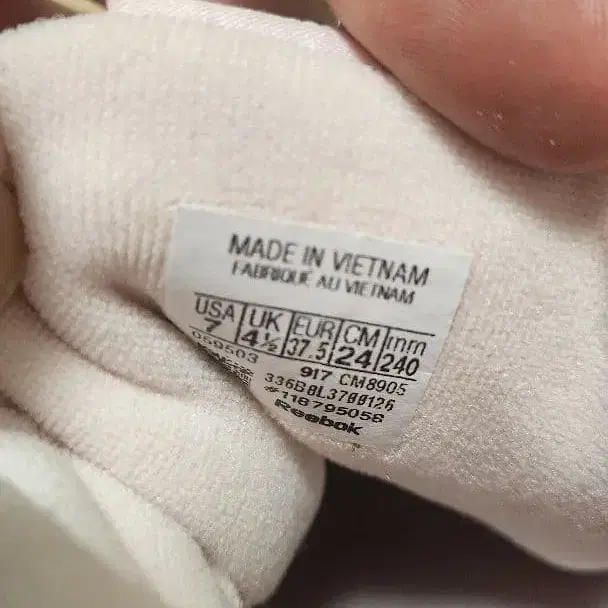 MADE IN VIETNAM
FABRIQUE AU VIETNAM
USA UK EUR CM mm
7 4½ 37.5 24 240
059503 917 CM8905
336B0L3700126
#118795058
Reebok